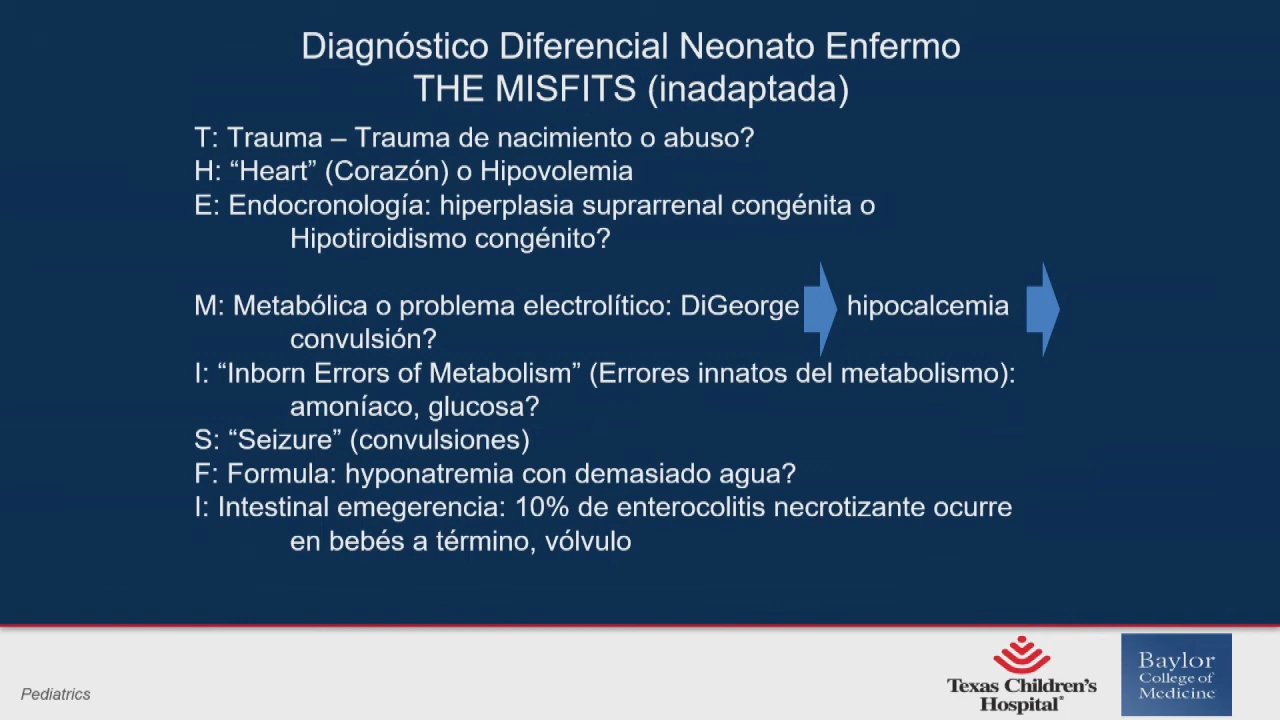 Diagnóstico Diferencial Neonato Enfermo
THE MISFITS (inadaptada)
T: Trauma – Trauma de nacimiento o abuso?
H: “Heart” (Corazón) o Hipovolemia
E: Endocronología: hiperplasia suprarrenal congénita o
Hipotiroidismo congénito?
M: Metabólica o problema electrolítico: DiGeorge hipocalcemia
convulsión?
I: “Inborn Errors of Metabolism” (Errores innatos del metabolismo):
amoníaco, glucosa?
S: “Seizure” (convulsiones)
F: Formula: hyponatremia con demasiado agua?
I: Intestinal emegerencia: 10% de enterocolitis necrotizante ocurre
en bebés a término, vólvulo
Pediatrics
Texas Children's
Hospital®
Baylor
College of
Medicine